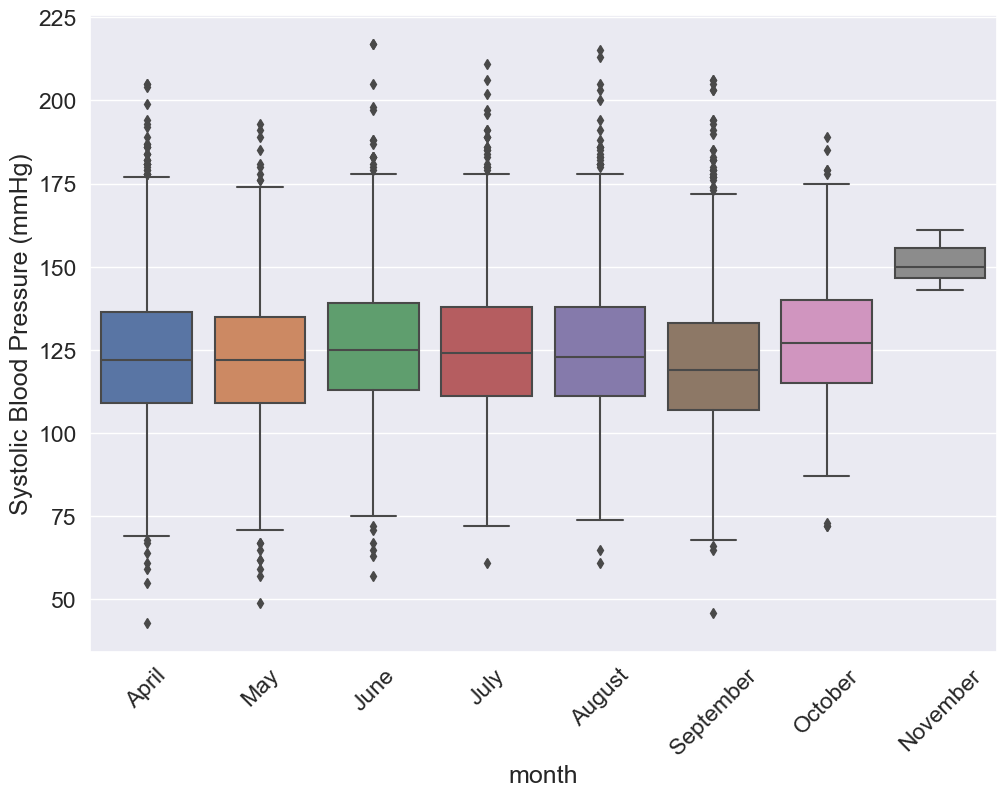 Systolic Blood Pressure (mmHg)
225
200
175
150
125
100
75
50
April
May
June
July
August
September
October
November
month